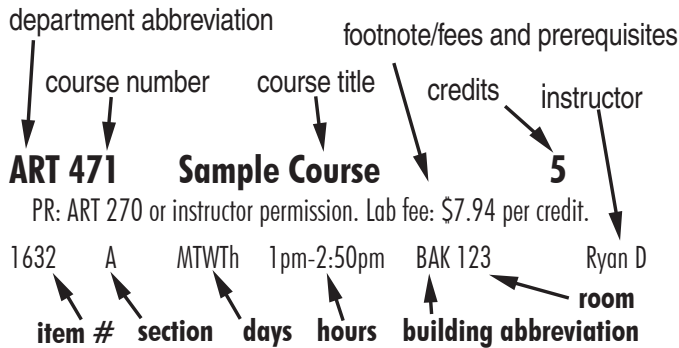 department abbreviation
footnote/fees and prerequisites
course number course title credits instructor
ART 471 Sample Course 5
PR: ART 270 or instructor permission. Lab fee: $7.94 per credit.
1632 A MTWTh 1pm-2:50pm BAK 123 Ryan D
room
item # section days hours building abbreviation